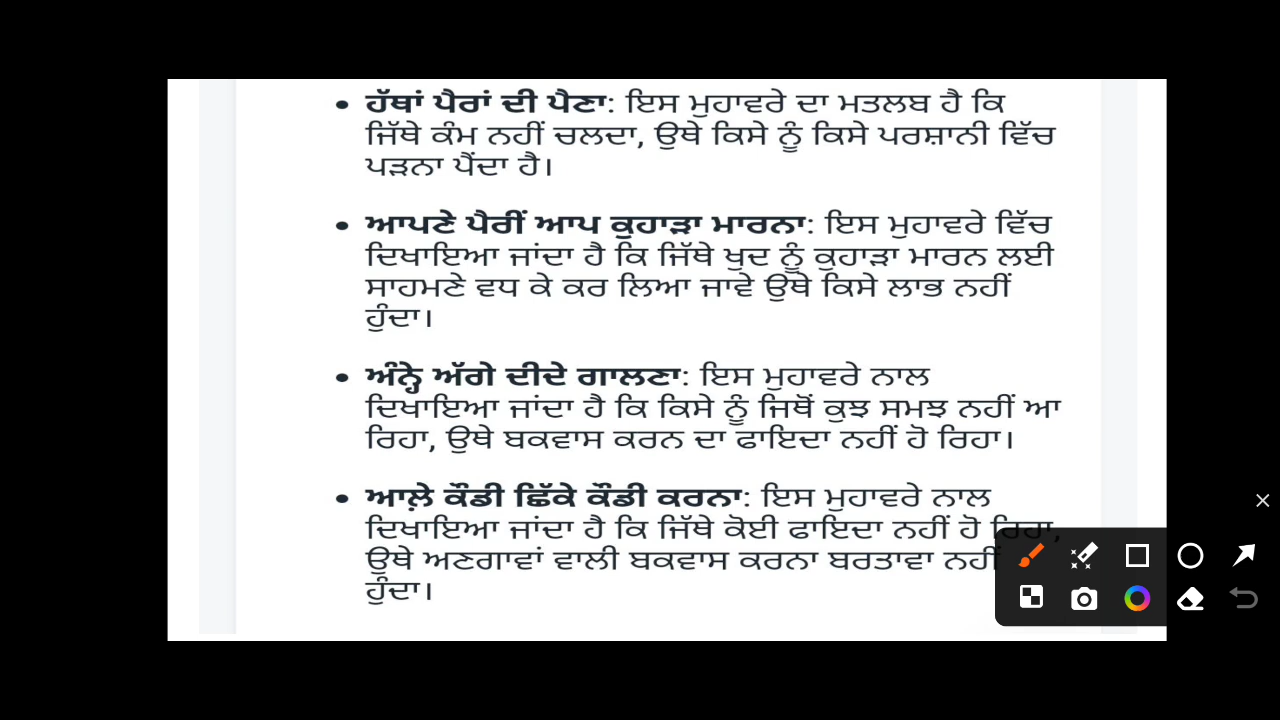 • ਹੱਥਾਂ ਪੈਰਾਂ ਦੀ ਪੈਣਾ: ਇਸ ਮੁਹਾਵਰੇ ਦਾ ਮਤਲਬ ਹੈ ਕਿ
ਜਿੱਥੇ ਕੰਮ ਨਹੀਂ ਚਲਦਾ, ਉਥੇ ਕਿਸੇ ਨੂੰ ਕਿਸੇ ਪਰਸ਼ਾਨੀ ਵਿੱਚ
ਪੜਨਾ ਪੈਂਦਾ ਹੈ।
• ਆਪਣੇ ਪੈਰੀਂ ਆਪ ਕੁਹਾੜਾ ਮਾਰਨਾ: ਇਸ ਮੁਹਾਵਰੇ ਵਿੱਚ
ਦਿਖਾਇਆ ਜਾਂਦਾ ਹੈ ਕਿ ਜਿੱਥੇ ਖੁਦ ਨੂੰ ਕੁਹਾੜਾ ਮਾਰਨ ਲਈ
ਸਾਹਮਣੇ ਵਧ ਕੇ ਕਰ ਲਿਆ ਜਾਵੇ ਉਥੇ ਕਿਸੇ ਲਾਭ ਨਹੀਂ
ਹੁੰਦਾ।
• ਅੰਨ੍ਹੇ ਅੱਗੇ ਦੀਦੇ ਗਾਲਣਾ: ਇਸ ਮੁਹਾਵਰੇ ਨਾਲ
ਦਿਖਾਇਆ ਜਾਂਦਾ ਹੈ ਕਿ ਕਿਸੇ ਨੂੰ ਜਿਥੋਂ ਕੁਝ ਸਮਝ ਨਹੀਂ ਆ
ਰਿਹਾ, ਉਥੇ ਬਕਵਾਸ ਕਰਨ ਦਾ ਫਾਇਦਾ ਨਹੀਂ ਹੋ ਰਿਹਾ।
• ਆਲ਼ੇ ਕੌਡੀ ਛਿੱਕੇ ਕੌਡੀ ਕਰਨਾ: ਇਸ ਮੁਹਾਵਰੇ ਨਾਲ
ਦਿਖਾਇਆ ਜਾਂਦਾ ਹੈ ਕਿ ਜਿੱਥੇ ਕੋਈ ਫਾਇਦਾ ਨਹੀਂ ਹੋ ਰਿਹਾ,
ਉਥੇ ਅਣਗਾਵਾਂ ਵਾਲੀ ਬਕਵਾਸ ਕਰਨਾ ਬਰਤਾਵਾ ਨਹੀਂ
ਹੁੰਦਾ।